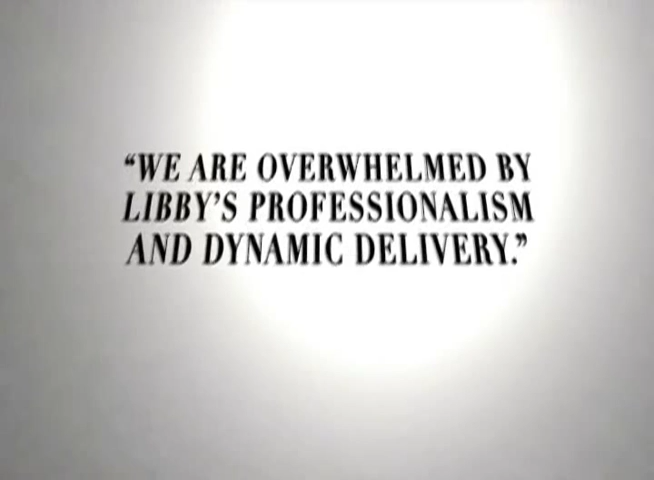 “WE ARE OVERWHELMED BY
LIBBY’S PROFESSIONALISM
AND DYNAMIC DELIVERY.”